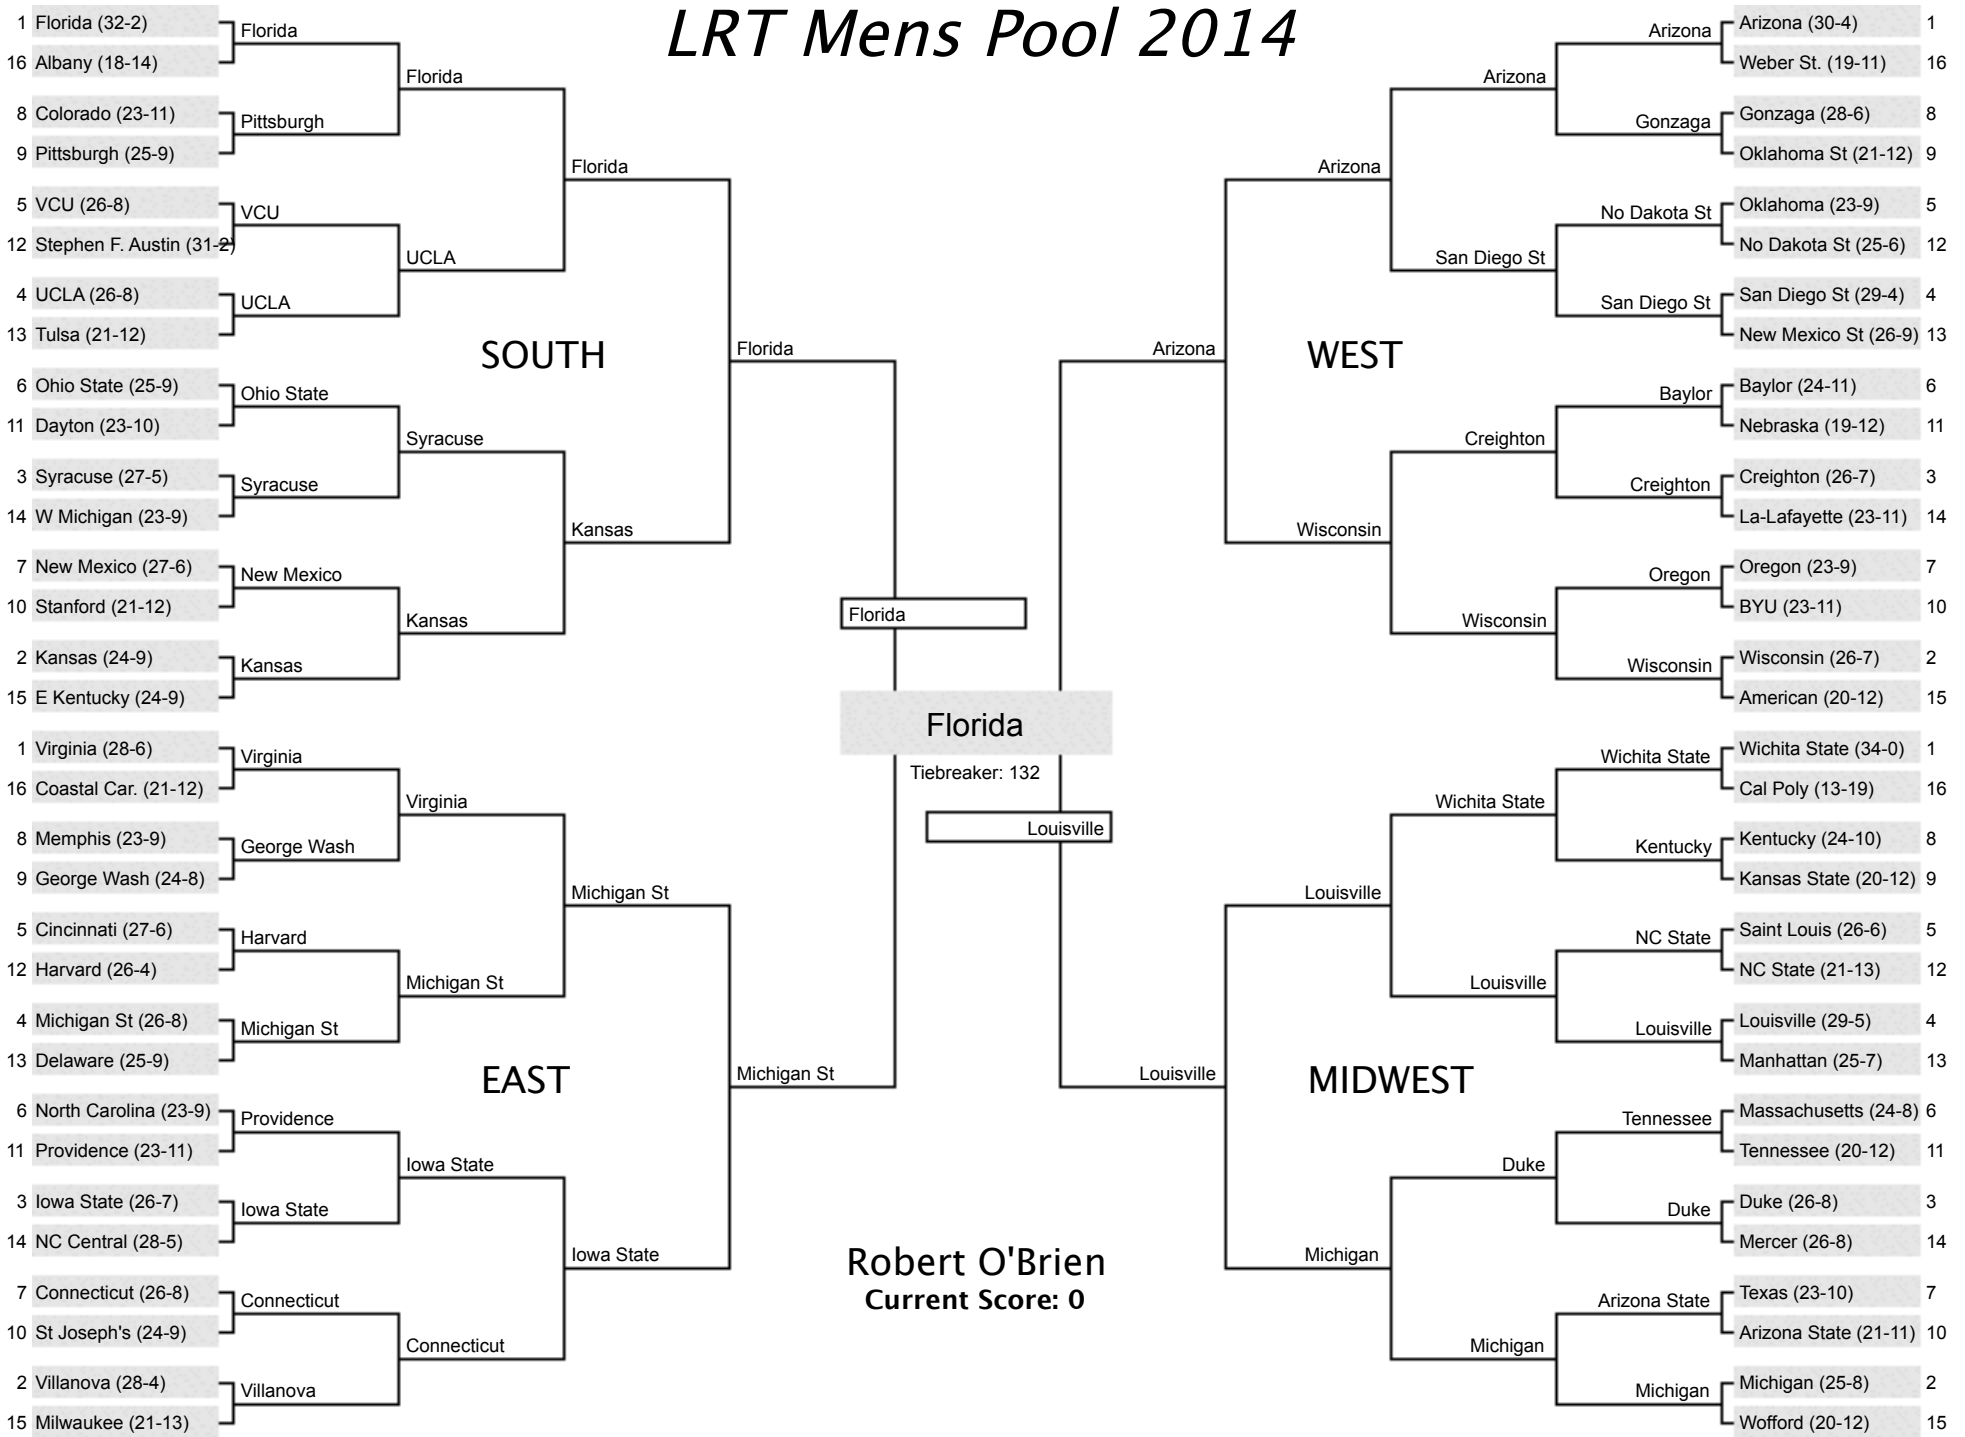 LRT Mens Pool 2014
1 Florida (32-2)
16 Albany (18-14)
8 Colorado (23-11)
9 Pittsburgh (25-9)
5 VCU (26-8)
12 Stephen F. Austin (31-2)
4 UCLA (26-8)
13 Tulsa (21-12)
6 Ohio State (25-9)
11 Dayton (23-10)
3 Syracuse (27-5)
14 W Michigan (23-9)
7 New Mexico (27-6)
10 Stanford (21-12)
2 Kansas (24-9)
15 E Kentucky (24-9)
Florida
Pittsburgh
VCU
UCLA
Ohio State
Syracuse
New Mexico
Kansas
Florida
UCLA
Syracuse
Kansas
Florida
Kansas
SOUTH
Florida
1 Virginia (28-6)
16 Coastal Car. (21-12)
8 Memphis (23-9)
9 George Wash (24-8)
5 Cincinnati (27-6)
12 Harvard (26-4)
4 Michigan St (26-8)
13 Delaware (25-9)
6 North Carolina (23-9)
11 Providence (23-11)
3 Iowa State (26-7)
14 NC Central (28-5)
7 Connecticut (26-8)
10 St Joseph's (24-9)
2 Villanova (28-4)
15 Milwaukee (21-13)
Virginia
George Wash
Harvard
Michigan St
Providence
Iowa State
Connecticut
Villanova
Virginia
Michigan St
Iowa State
Connecticut
Michigan St
Iowa State
EAST
Michigan St
Florida
Florida
Tiebreaker: 132
Louisville
Robert O'Brien
Current Score: 0
Arizona (30-4) 1
Weber St. (19-11) 16
Gonzaga (28-6) 8
Oklahoma St (21-12) 9
Oklahoma (23-9) 5
No Dakota St (25-6) 12
San Diego St (29-4) 4
New Mexico St (26-9) 13
Baylor (24-11) 6
Nebraska (19-12) 11
Creighton (26-7) 3
La-Lafayette (23-11) 14
Oregon (23-9) 7
BYU (23-11) 10
Wisconsin (26-7) 2
American (20-12) 15
Arizona
Gonzaga
No Dakota St
San Diego St
Baylor
Creighton
Oregon
Wisconsin
Arizona
San Diego St
Creighton
Wisconsin
Arizona
Wisconsin
WEST
Arizona
Wichita State (34-0) 1
Cal Poly (13-19) 16
Kentucky (24-10) 8
Kansas State (20-12) 9
Saint Louis (26-6) 5
NC State (21-13) 12
Louisville (29-5) 4
Manhattan (25-7) 13
Massachusetts (24-8) 6
Tennessee (20-12) 11
Duke (26-8) 3
Mercer (26-8) 14
Texas (23-10) 7
Arizona State (21-11) 10
Michigan (25-8) 2
Wofford (20-12) 15
Wichita State
Kentucky
NC State
Louisville
Tennessee
Duke
Arizona State
Michigan
Wichita State
Louisville
Duke
Michigan
Louisville
Michigan
MIDWEST
Louisville